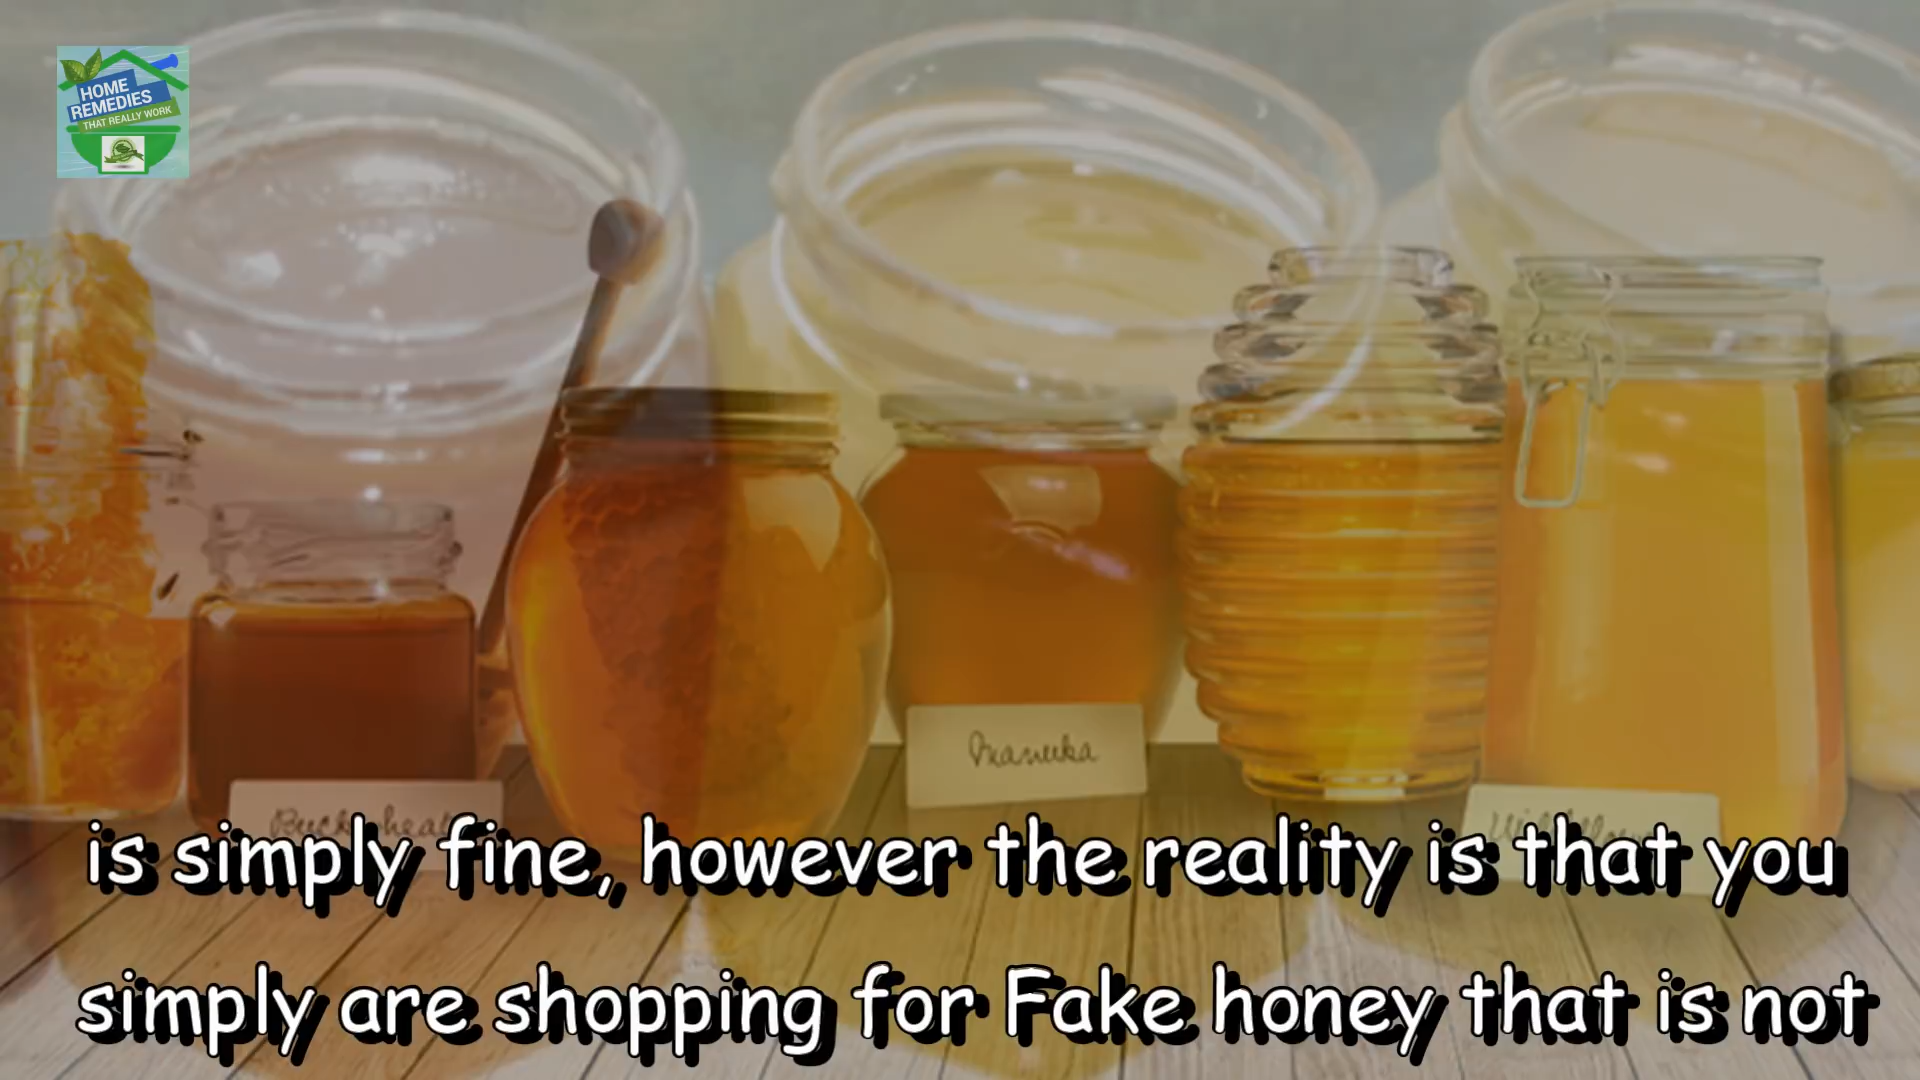 HOME
REMEDIES
THAT REALLY WORK
Manuka
is simply fine, however the reality is that you
simply are shopping for Fake honey that is not